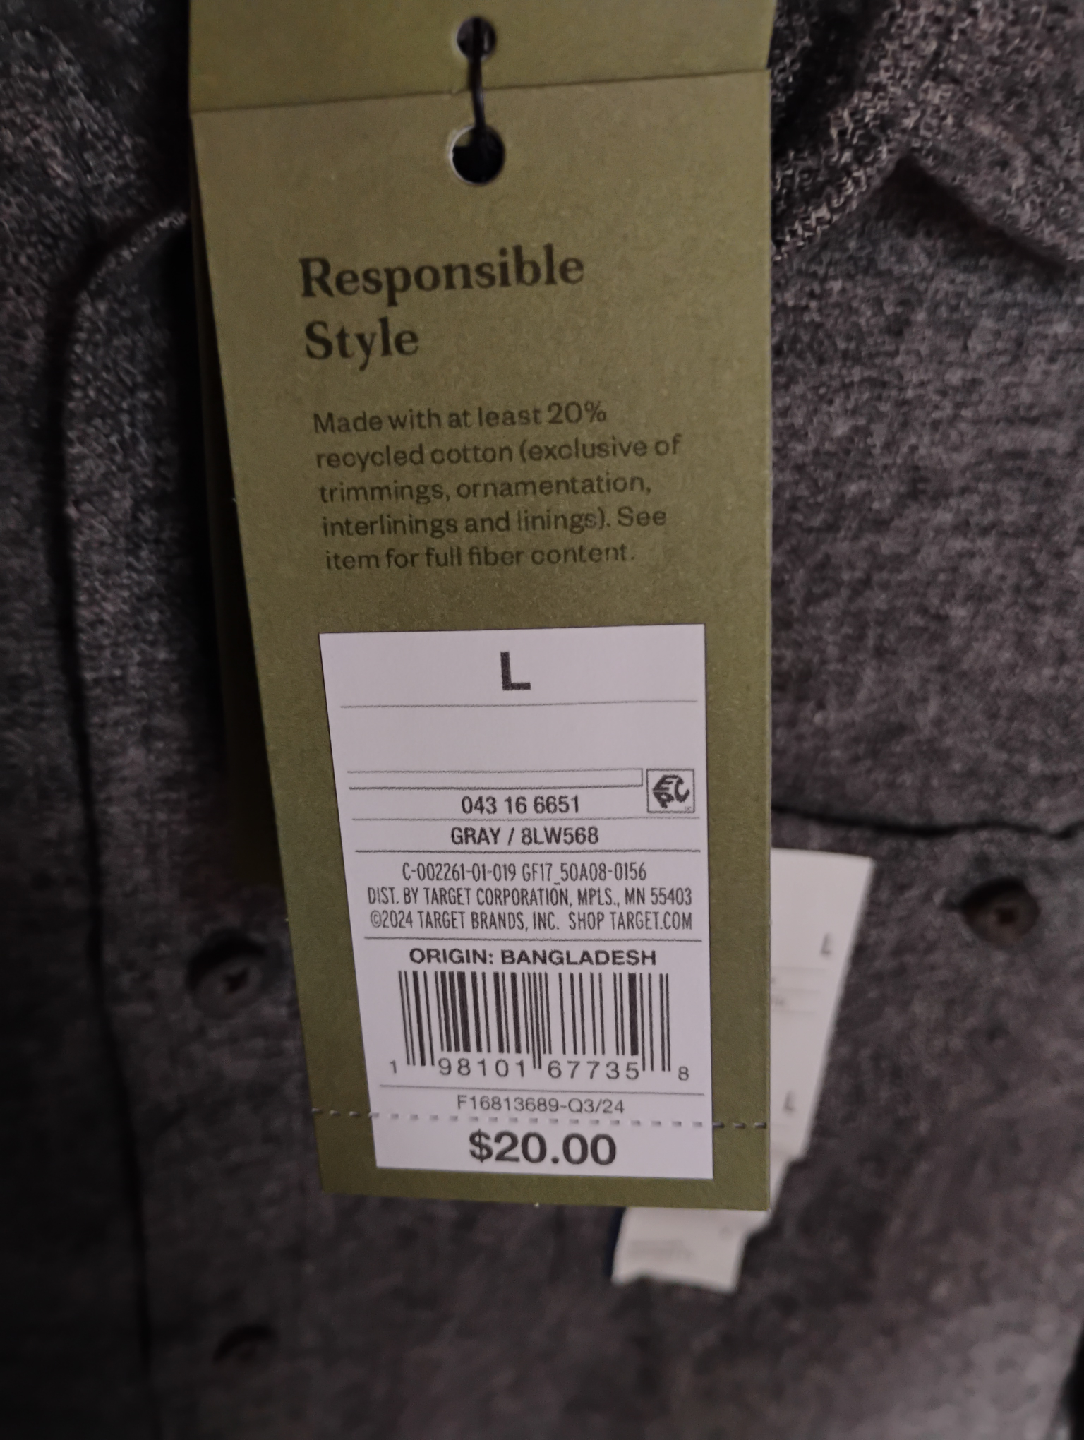 Responsible
Style
Made with at least 20%
recycled cotton (exclusive of
trimmings, ornamentation,
interlinings and linings). See
item for full fiber content.
L
043 16 6651
GRAY / 8LW568
C-002261-01-019 GF17_50A08-0156
DIST. BY TARGET CORPORATION, MPLS., MN 55403
©2024 TARGET BRANDS, INC. SHOP TARGET.COM
ORIGIN: BANGLADESH
1 98101 67735 8
F16813689-Q3/24
$20.00
L
L